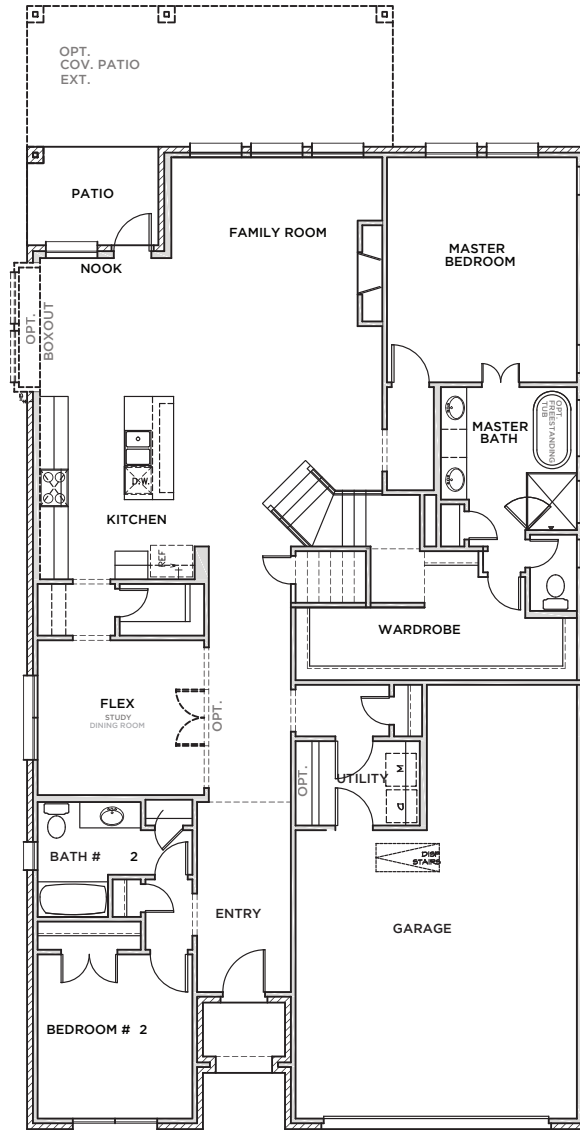 OPT.
COV. PATIO
EXT.
PATIO
FAMILY ROOM
MASTER
BEDROOM
NOOK
OPT.
BOXOUT
MASTER
BATH
OPT.
FREESTANDING
TUB
D.W.
KITCHEN
REF
WARDROBE
FLEX
STUDY
DINING ROOM
OPT.
OPT.
UTILITY
W
D
BATH # 2
DISP
STAIRS
ENTRY
GARAGE
BEDROOM # 2